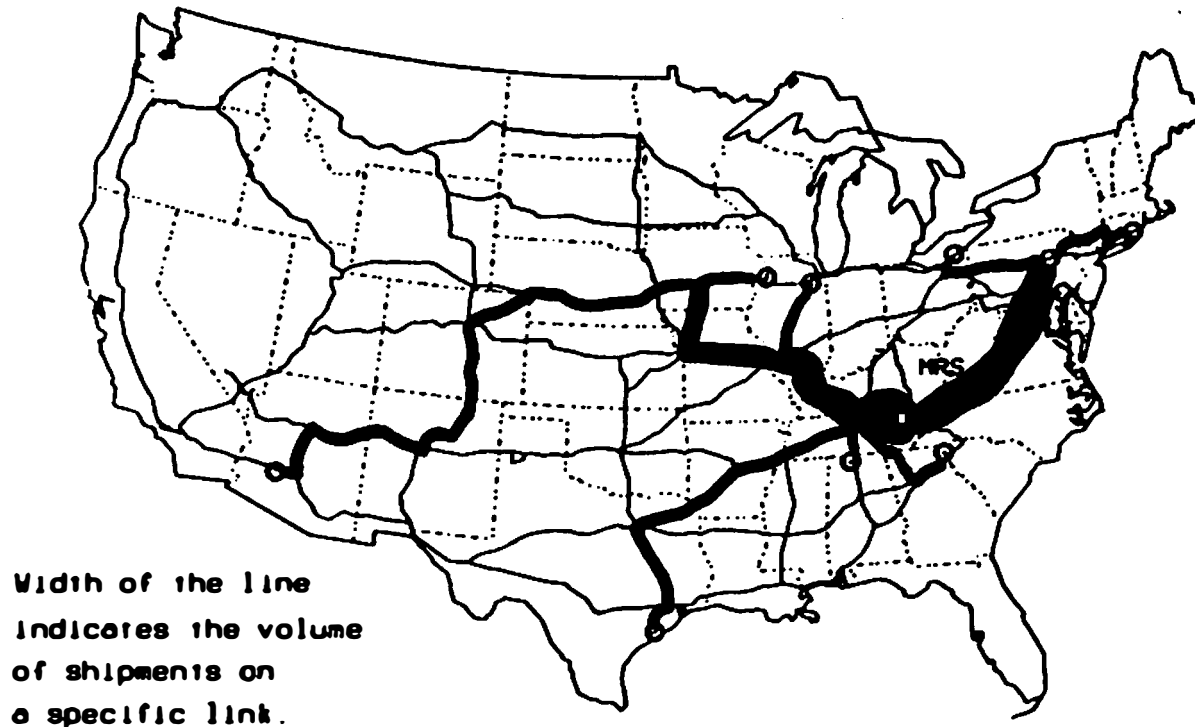 MRS
Width of the line
indicates the volume
of shipments on
a specific link.